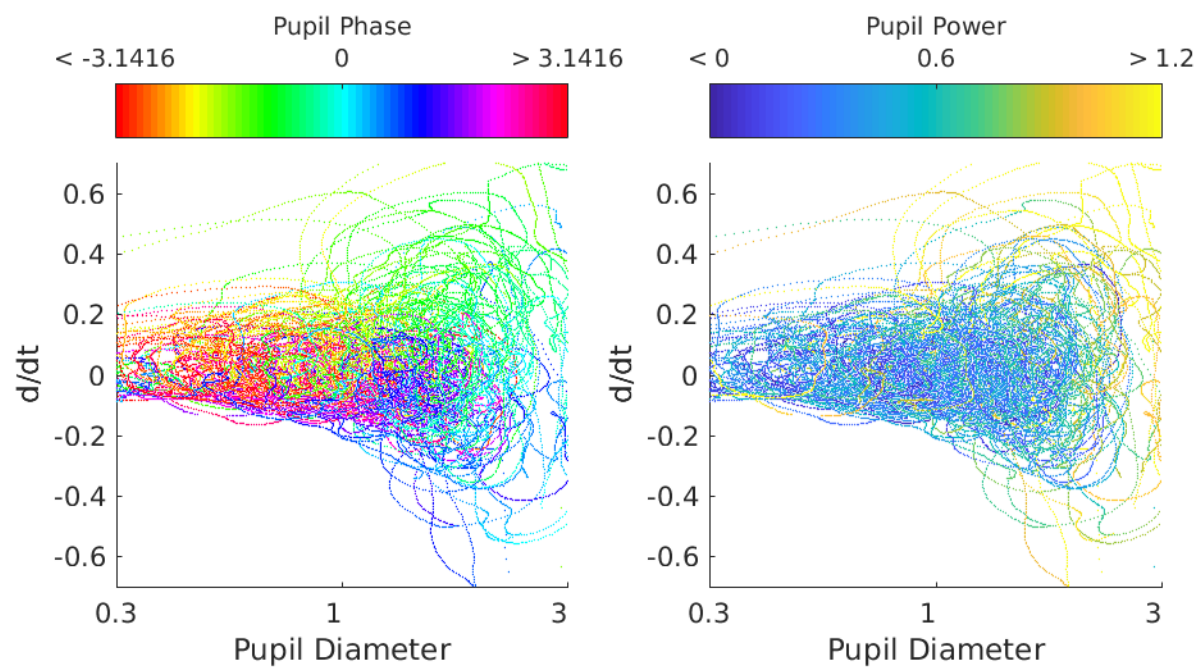 Pupil Phase
< -3.1416 0 > 3.1416
0.6
0.4
0.2
0
-0.2
-0.4
-0.6
d/dt
0.3 1 3
Pupil Diameter
Pupil Power
< 0 0.6 > 1.2
0.6
0.4
0.2
0
-0.2
-0.4
-0.6
d/dt
0.3 1 3
Pupil Diameter